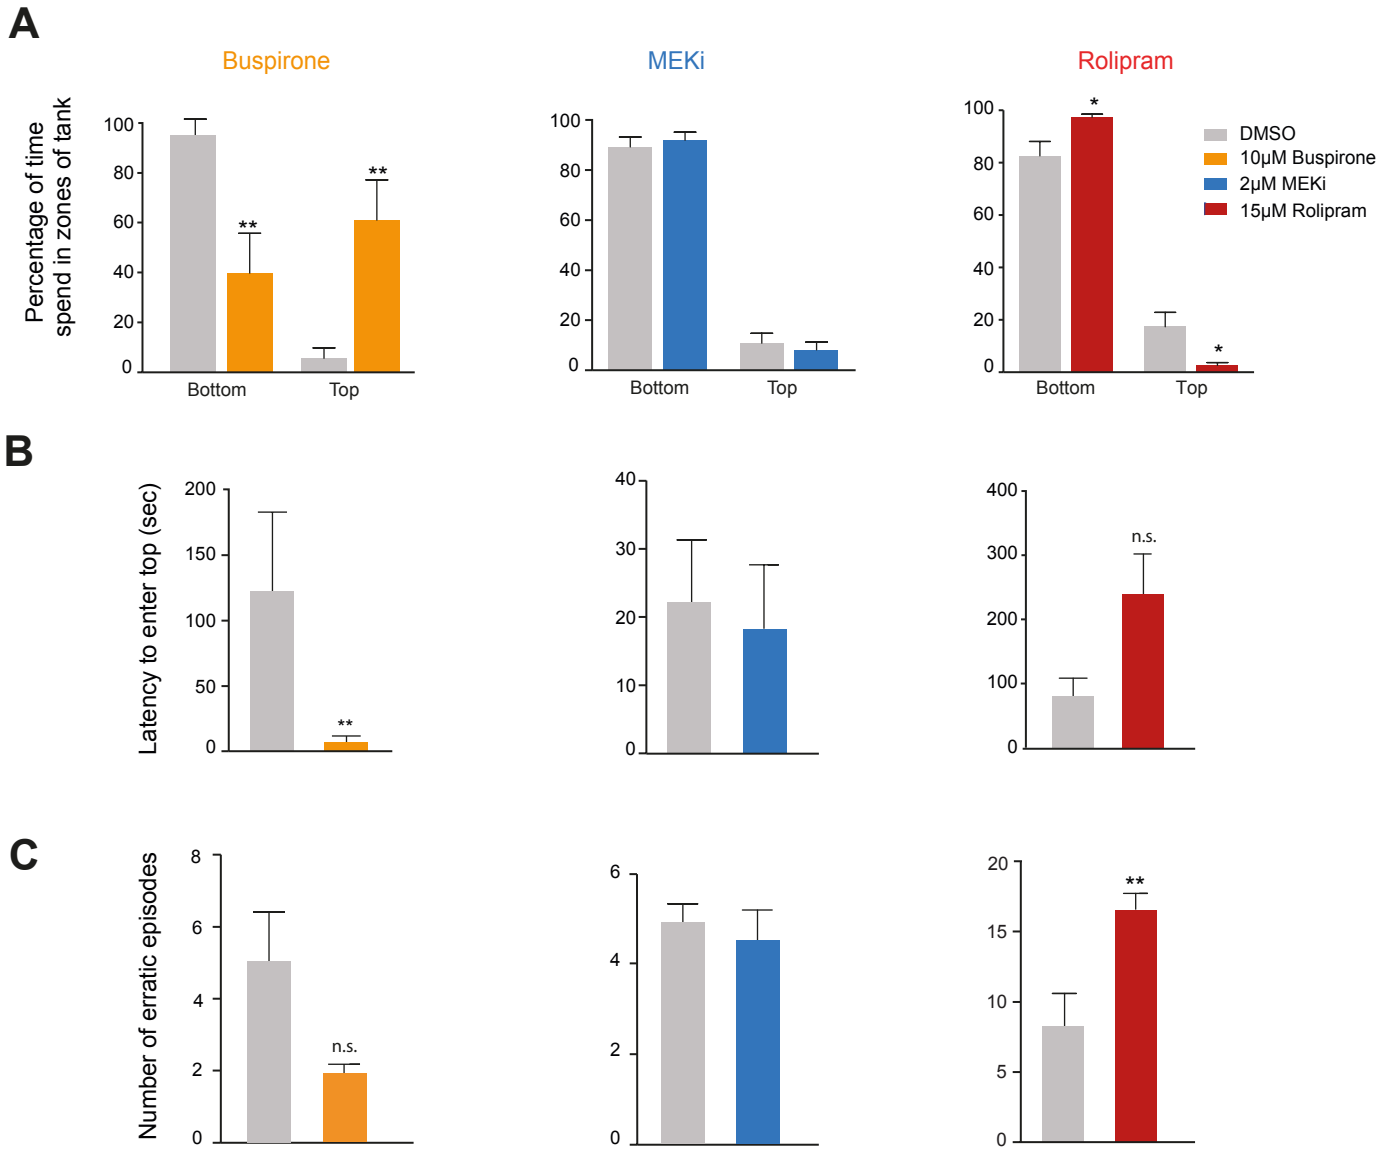 A
Buspirone
MEKi
Rolipram
Percentage of time
spend in zones of tank
100
80
60
40
20
0
**
**
Bottom
Top
100
80
60
40
20
0
Bottom
Top
100
80
60
40
20
0
*
*
Bottom
Top
DMSO
10µM Buspirone
2µM MEKi
15µM Rolipram
B
Latency to enter top (sec)
200
150
100
50
0
**
40
30
20
10
0
400
300
200
100
0
n.s.
C
Number of erratic episodes
8
6
4
2
0
n.s.
6
4
2
0
20
15
10
5
0
**